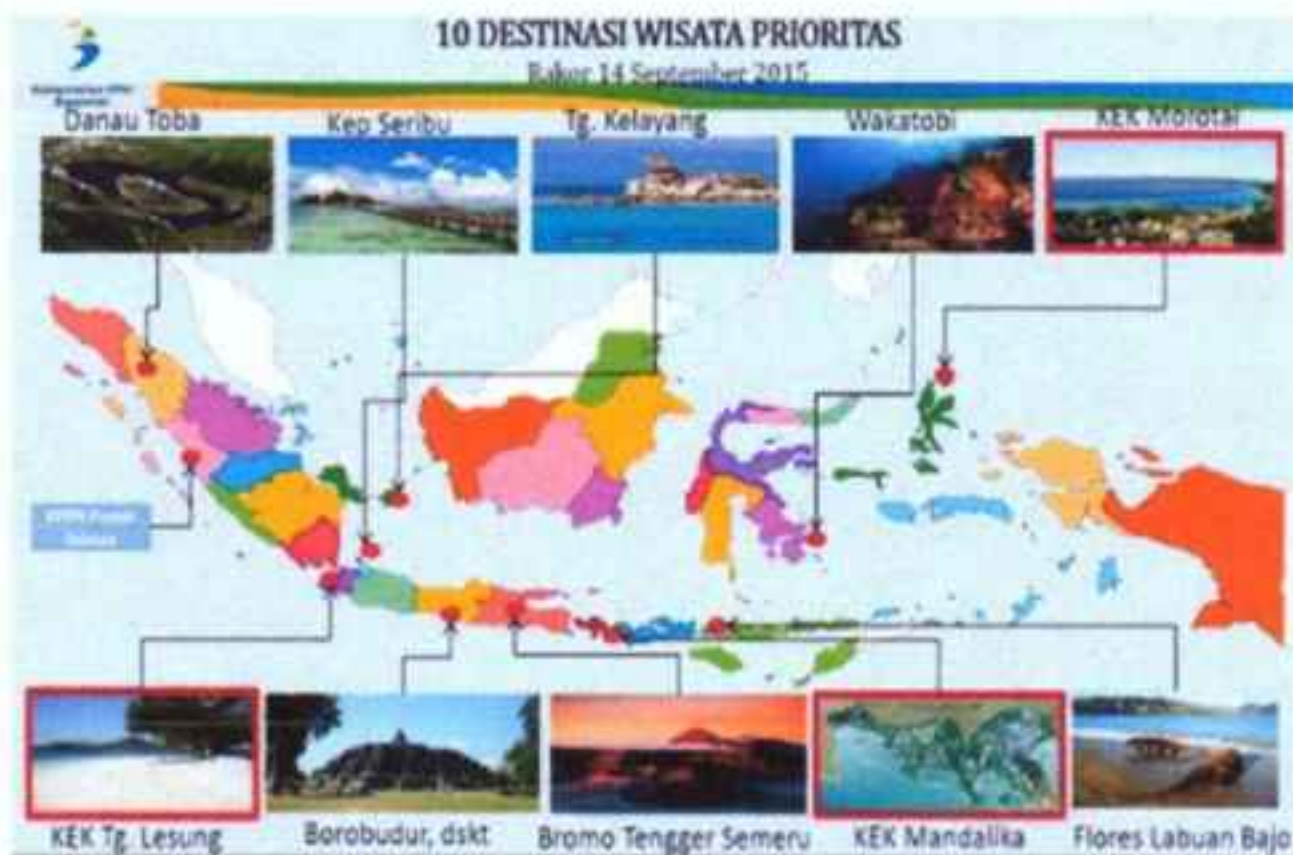 10 DESTINASI WISATA PRIORITAS
Rakor 14 September 2015
Danau Toba
Kep Seribu
Tg. Kelayang
Wakatobi
KEK Morotai
KEK Tg. Lesung
Borobudur, dskt
Bromo Tengger Semeru
KEK Mandalika
Flores Labuan Bajo